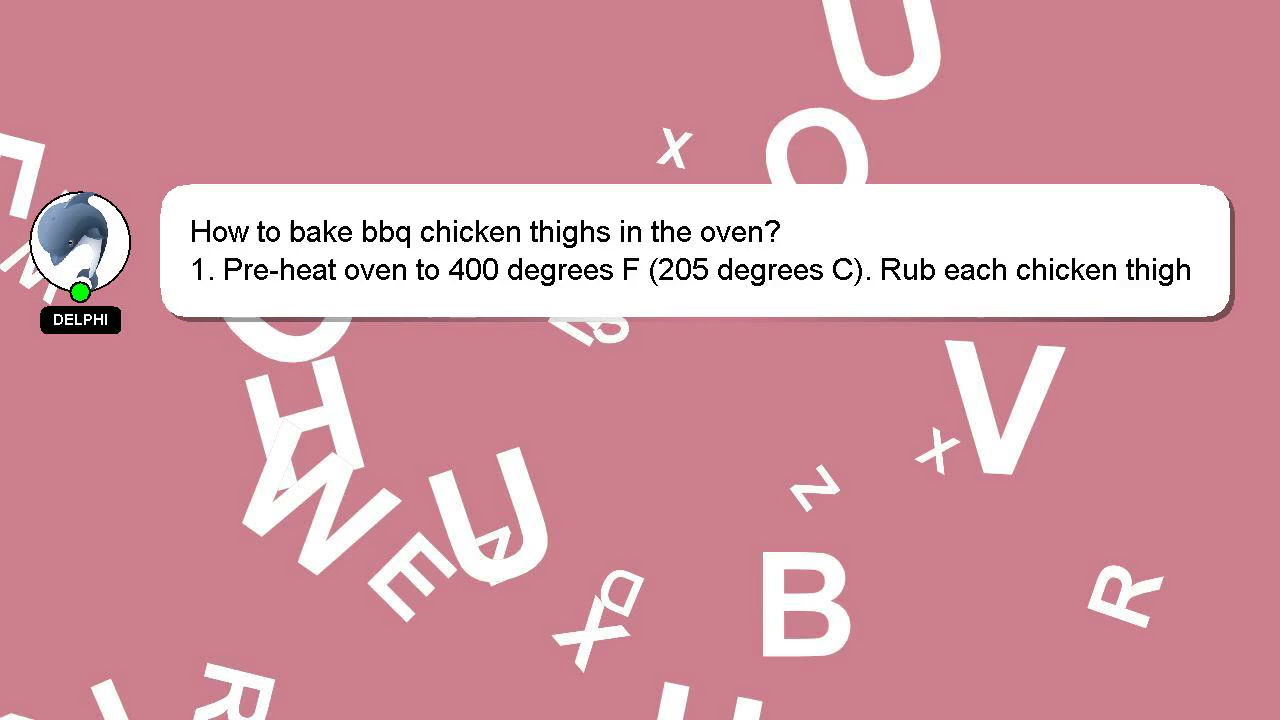 How to bake bbq chicken thighs in the oven?
1. Pre-heat oven to 400 degrees F (205 degrees C). Rub each chicken thigh
DELPHI
U
O
X
M
S
H
W
E
U
Z
D
X
B
Z
X
V
R
R